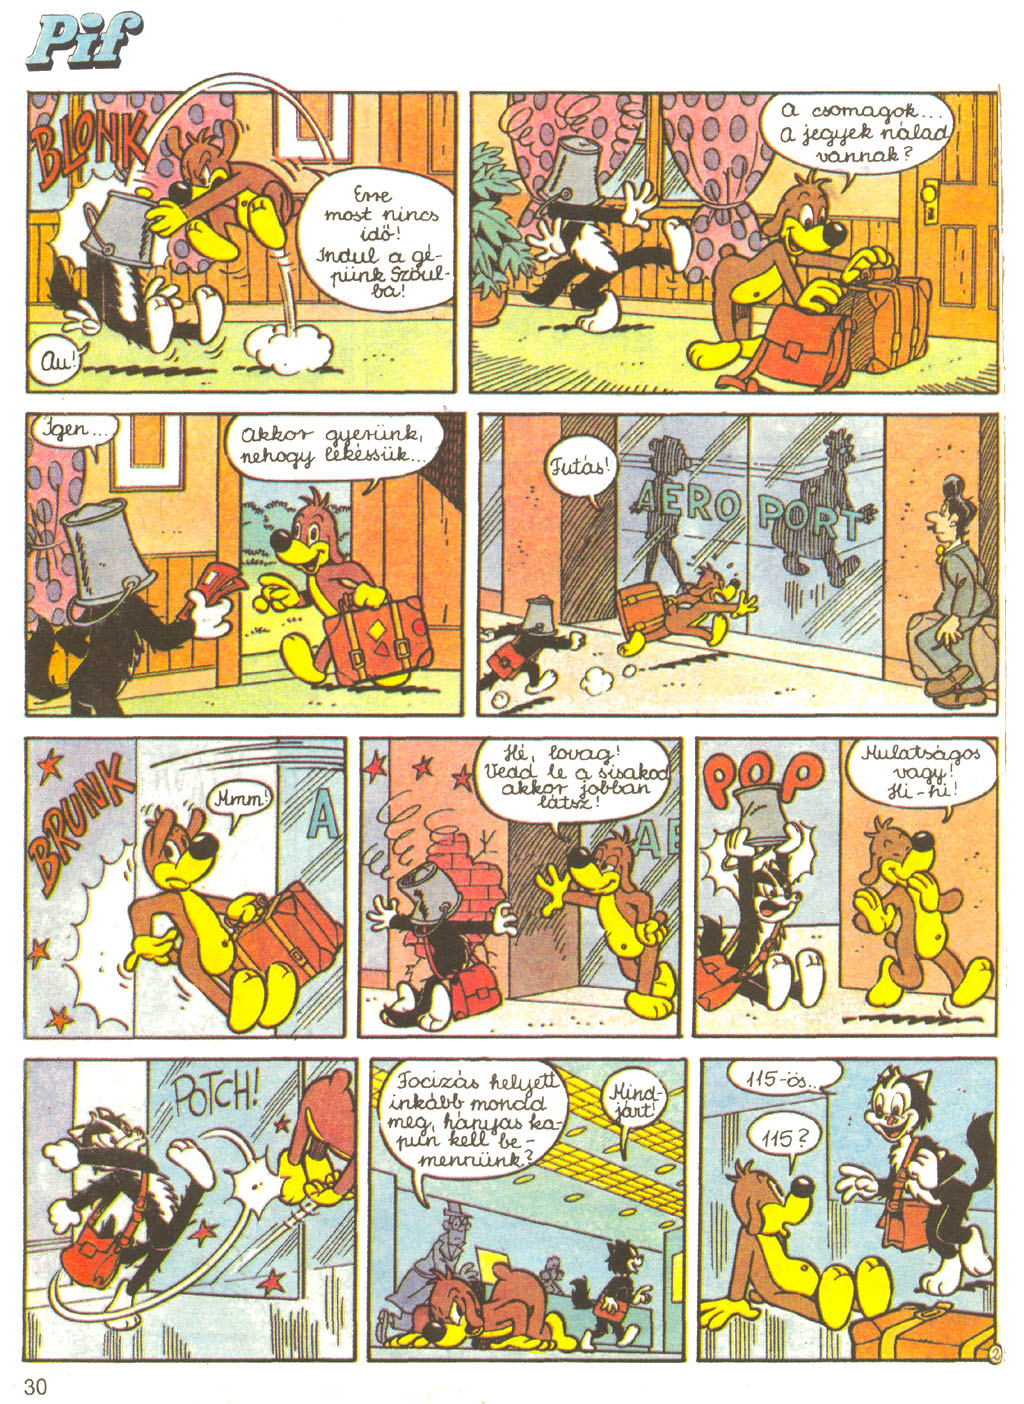 Pif
BLONK
Erre
most nincs
idő!
Indul a gé-
pünk Szöul-
ba!
Au!
A csomagok...
a jegyek nálad
vannak?
Igen...
Akkor gyerünk,
nehogy lekéssük...
Futás!
AERO PORT
BRUNK
Mmm!
A
Hé, lovag!
Vedd le a sisakod
akkor jobban
látsz!
AE
POP
Mulatságos
vagy!
Hi-hi!
POTCH!
Focizás helyett
inkább mondd
meg, hányas ka-
pun kell be-
mennünk?
Mind-
járt!
115-ös...
115?
2
30